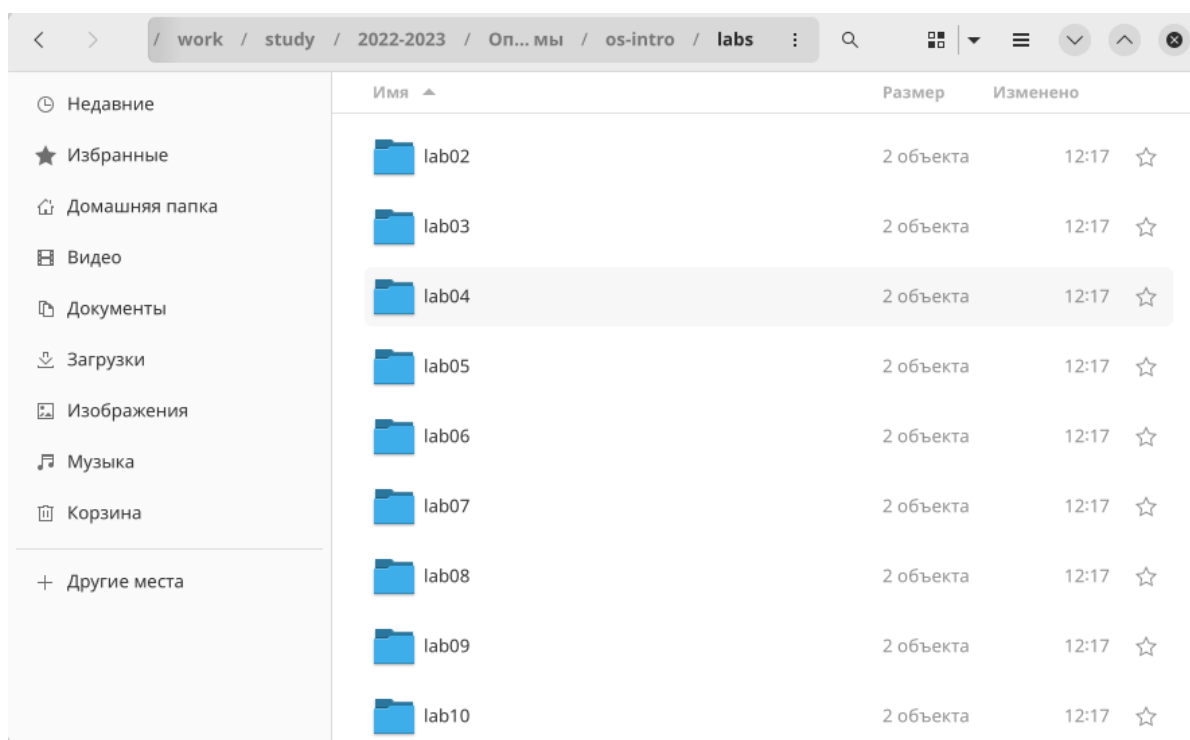 / work / study / 2022-2023 / Оп... мы / os-intro / labs
Недавние
Избранные
Домашняя папка
Видео
Документы
Загрузки
Изображения
Музыка
Корзина
+ Другие места
Имя Размер Изменено
lab02 2 объекта 12:17
lab03 2 объекта 12:17
lab04 2 объекта 12:17
lab05 2 объекта 12:17
lab06 2 объекта 12:17
lab07 2 объекта 12:17
lab08 2 объекта 12:17
lab09 2 объекта 12:17
lab10 2 объекта 12:17